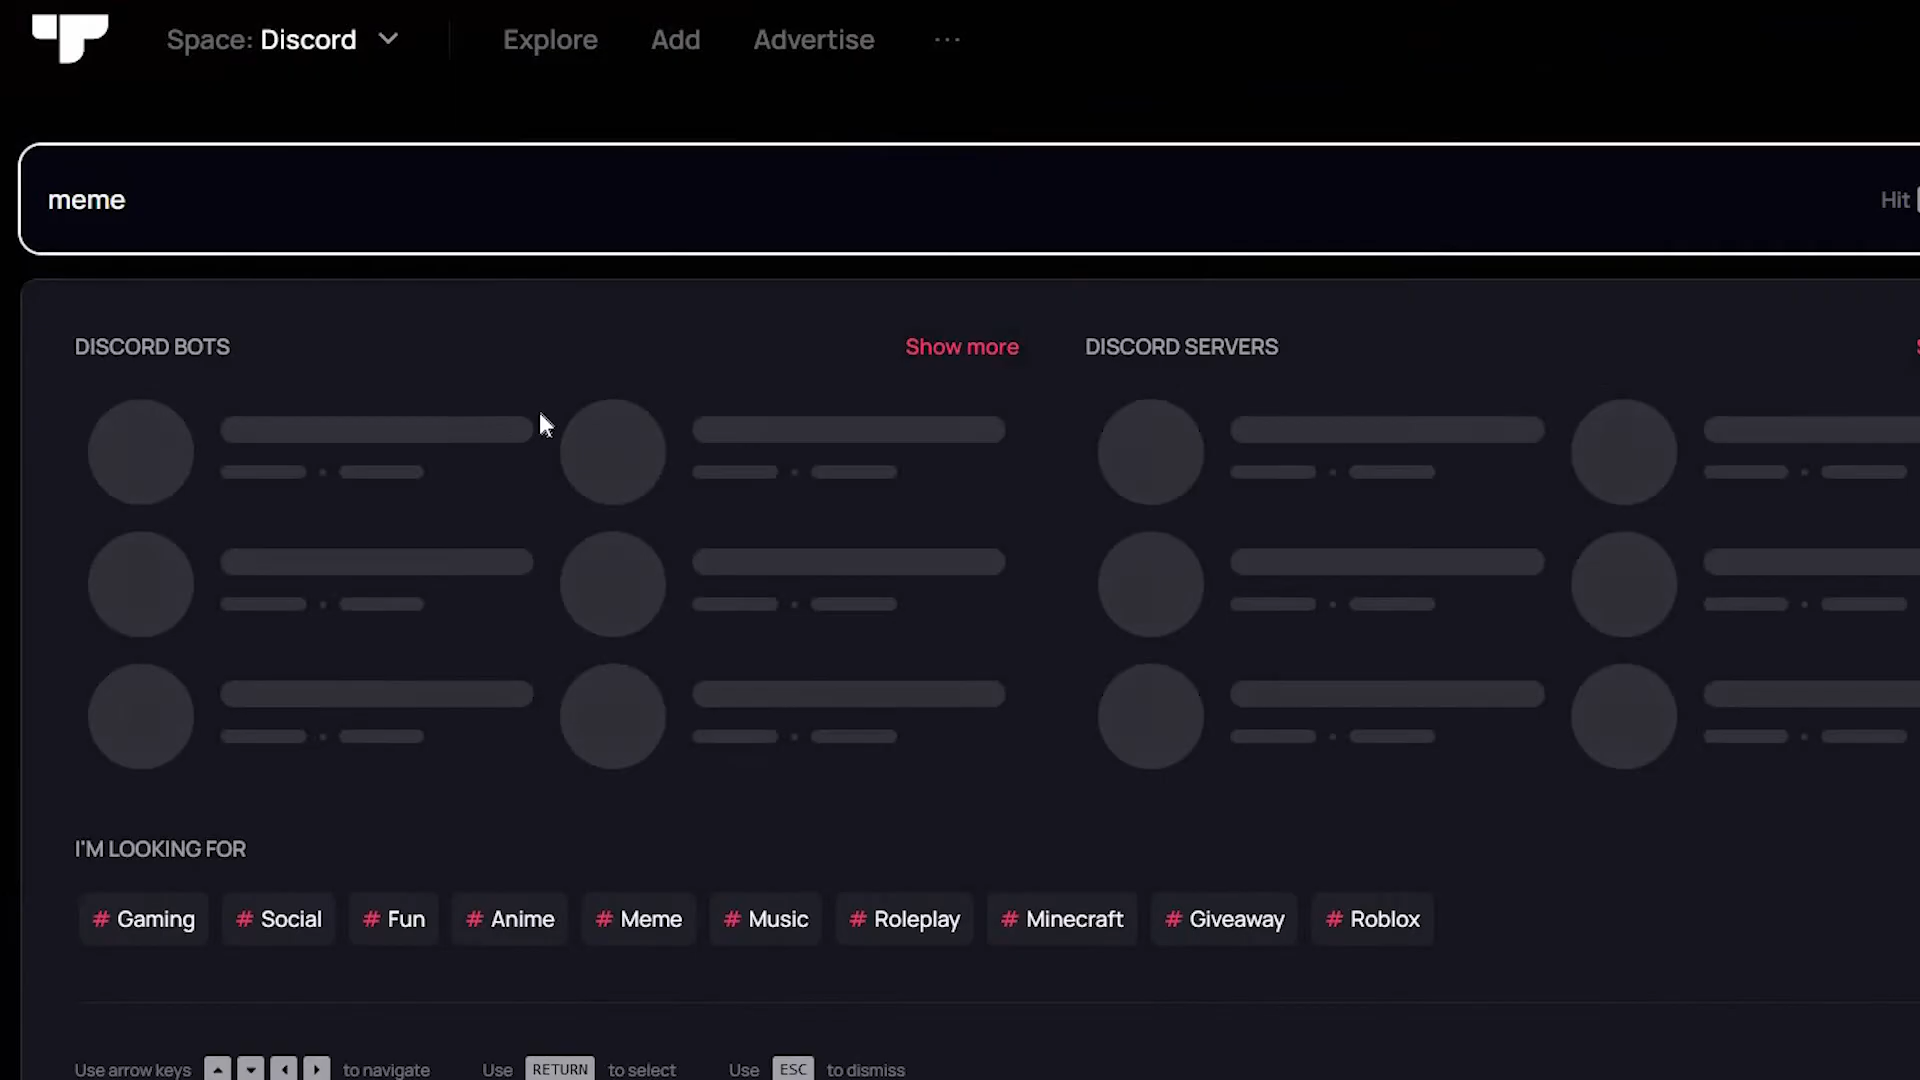 Space: Discord Explore Add Advertise ...
meme Hit
DISCORD BOTS Show more DISCORD SERVERS
I'M LOOKING FOR
# Gaming # Social # Fun # Anime # Meme # Music # Roleplay # Minecraft # Giveaway # Roblox
Use arrow keys to navigate Use RETURN to select Use ESC to dismiss